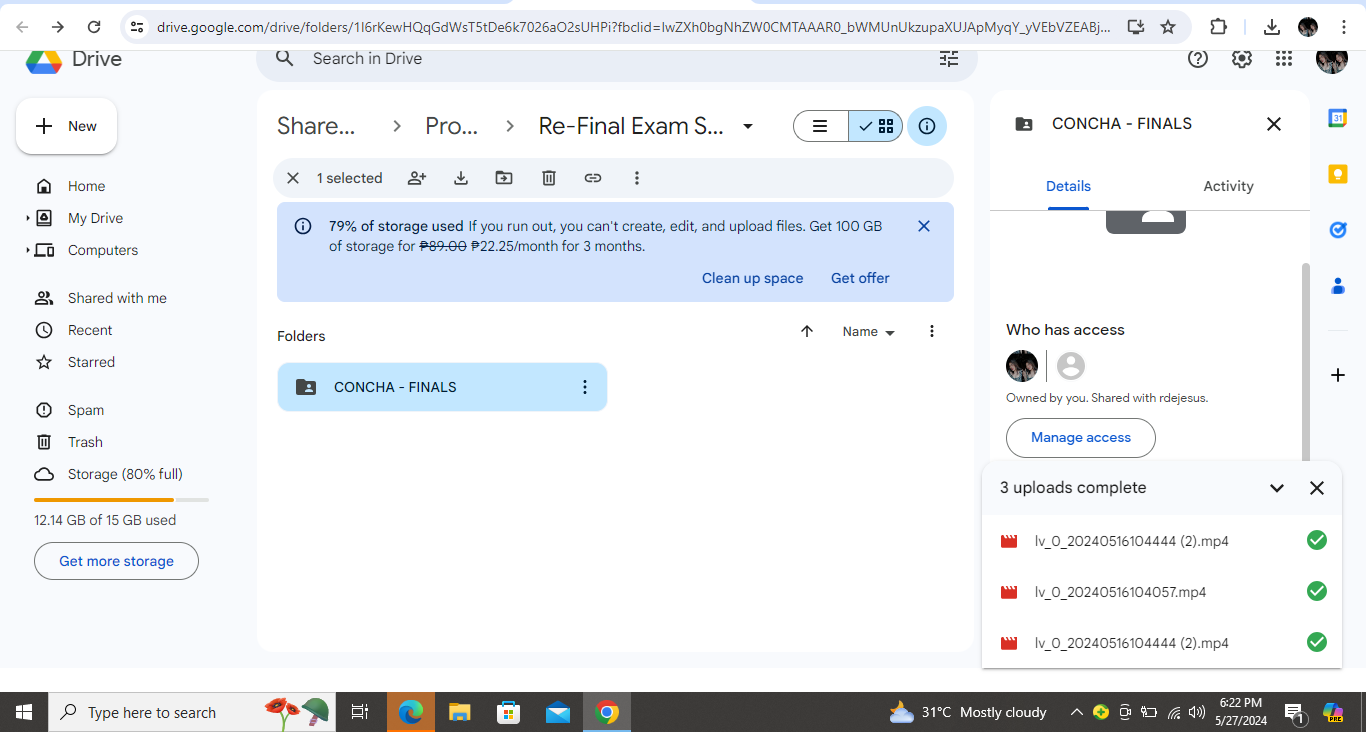 drive.google.com/drive/folders/1I6rKewHQqGdWsT5tDe6k7026aO2sUHPi?fbclid=IwZXh0bgNhZW0CMTAAAR0_bWMUnUkzupaXUJApMyqY_yVEbVZEABj...
Drive
Search in Drive
New
Home
My Drive
Computers
Shared with me
Recent
Starred
Spam
Trash
Storage (80% full)
12.14 GB of 15 GB used
Get more storage
Share...
Pro...
Re-Final Exam S...
1 selected
79% of storage used If you run out, you can't create, edit, and upload files. Get 100 GB
of storage for ₱89.00 ₱22.25/month for 3 months.
Clean up space
Get offer
Folders
Name
CONCHA - FINALS
CONCHA - FINALS
Details
Activity
Who has access
Owned by you. Shared with rdejesus.
Manage access
31
3 uploads complete
lv_0_20240516104444 (2).mp4
lv_0_20240516104057.mp4
lv_0_20240516104444 (2).mp4
Type here to search
31°C Mostly cloudy
6:22 PM
5/27/2024
1
PRE